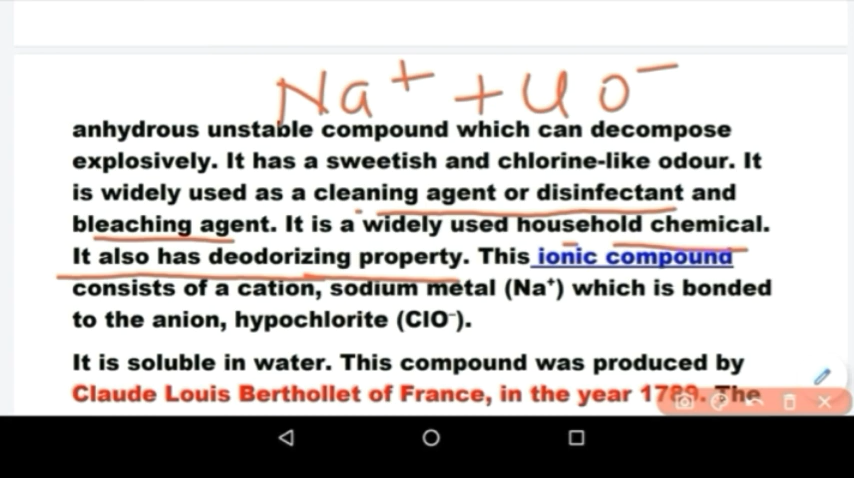 Na⁺ + ClO⁻
anhydrous unstable compound which can decompose
explosively. It has a sweetish and chlorine-like odour. It
is widely used as a cleaning agent or disinfectant and
bleaching agent. It is a widely used household chemical.
It also has deodorizing property. This ionic compound
consists of a cation, sodium metal (Na⁺) which is bonded
to the anion, hypochlorite (ClO⁻).
It is soluble in water. This compound was produced by
Claude Louis Berthollet of France, in the year 1789. The